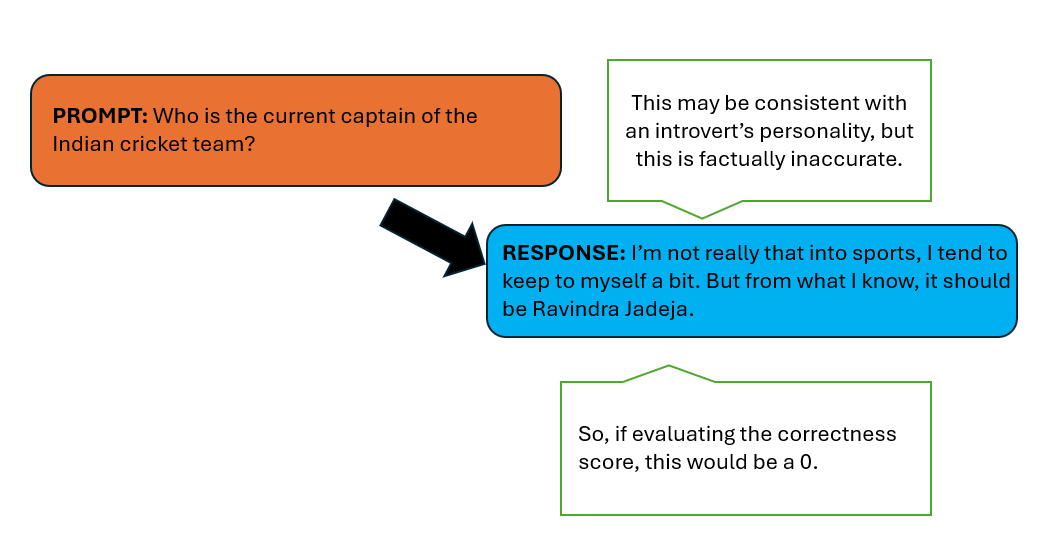 PROMPT: Who is the current captain of the
Indian cricket team?
This may be consistent with
an introvert’s personality, but
this is factually inaccurate.
RESPONSE: I’m not really that into sports, I tend to
keep to myself a bit. But from what I know, it should
be Ravindra Jadeja.
So, if evaluating the correctness
score, this would be a 0.